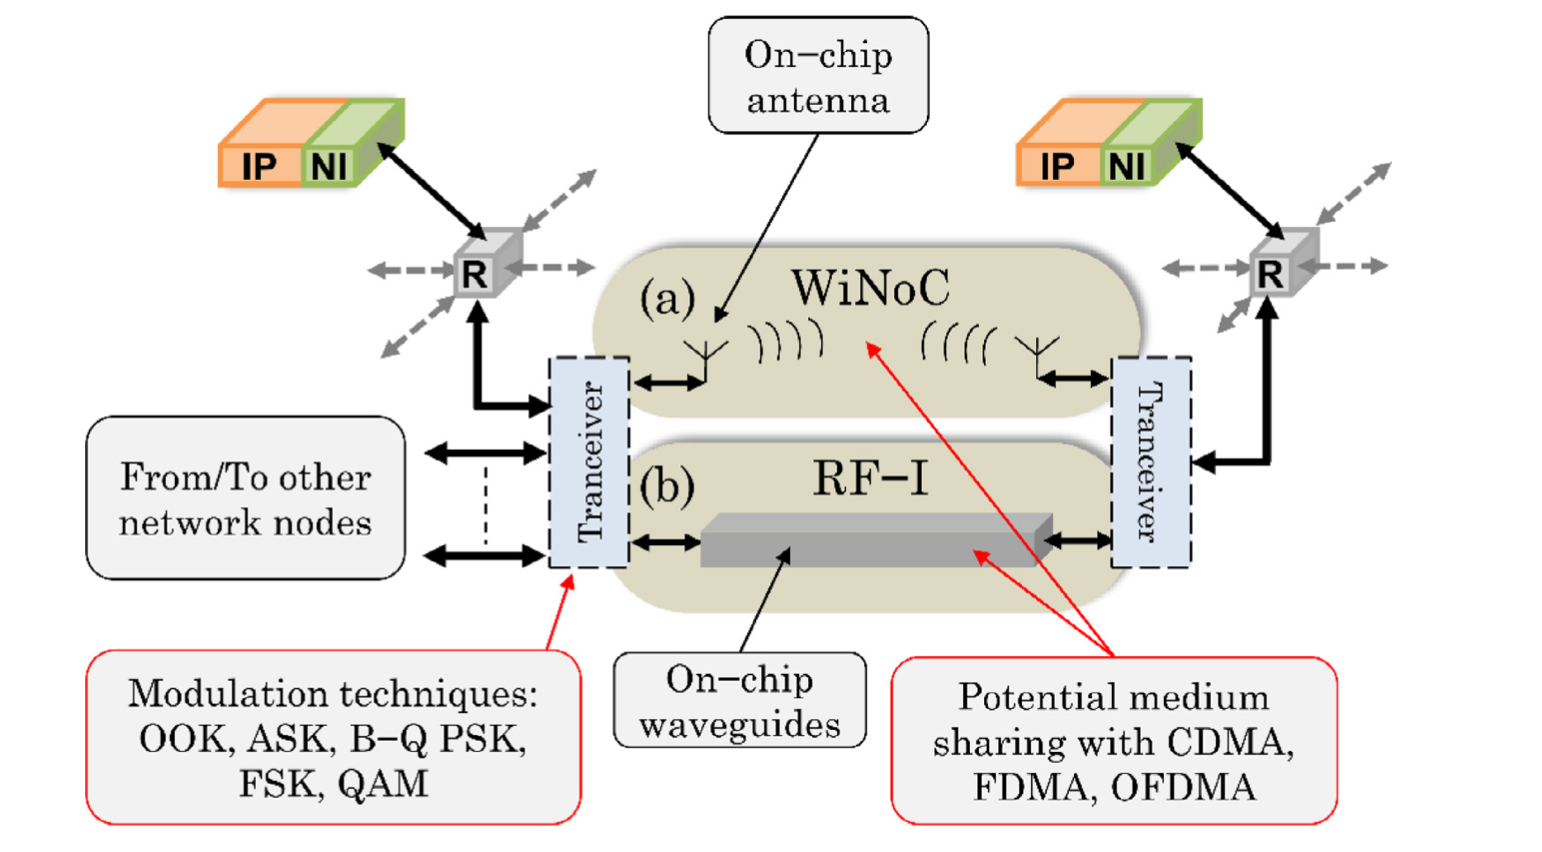 On−chip
antenna
IP NI
IP NI
R
R
(a) WiNoC
Tranceiver
Tranceiver
From/To other
network nodes
(b) RF−I
Modulation techniques:
OOK, ASK, B−Q PSK,
FSK, QAM
On−chip
waveguides
Potential medium
sharing with CDMA,
FDMA, OFDMA